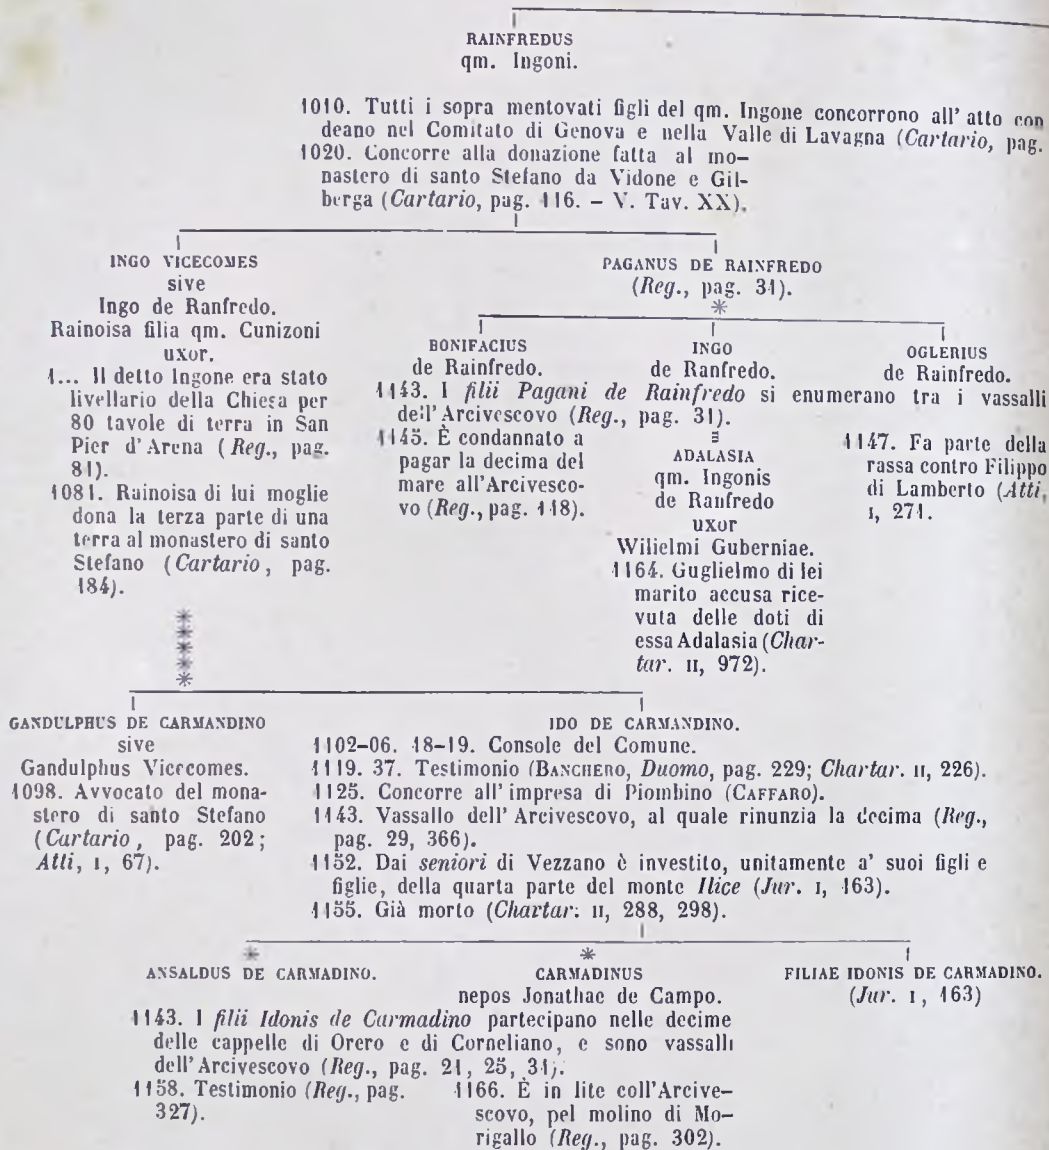 RAINFREDUS
qm. Ingoni.
1010. Tutti i sopra mentovati figli del qm. Ingone concorrono all' atto con
deano nel Comitato di Genova e nella Valle di Lavagna (Cartario, pag.
1020. Concorre alla donazione fatta al mo-
nastero di santo Stefano da Vidone e Gil-
berga (Cartario, pag. 116. – V. Tav. XX).
INGO VICECOMES
sive
Ingo de Ranfredo.
Rainoisa filia qm. Cunizoni
uxor.
1... Il detto Ingone era stato
livellario della Chiesa per
80 tavole di terra in San
Pier d'Arena (Reg., pag.
81).
1081. Rainoisa di lui moglie
dona la terza parte di una
terra al monastero di santo
Stefano (Cartario, pag.
184).
PAGANUS DE RAINFREDO
(Reg., pag. 31).
*
BONIFACIUS
de Rainfredo.
INGO
de Ranfredo.
OGLERIUS
de Rainfredo.
1143. I filii Pagani de Rainfredo si enumerano tra i vassalli
dell'Arcivescovo (Reg., pag. 31).
1145. È condannato a
pagar la decima del
mare all'Arcivesco-
vo (Reg., pag. 118).
ADALASIA
qm. Ingonis
de Ranfredo
uxor
Wilielmi Guberniae.
1164. Guglielmo di lei
marito accusa rice-
vuta delle doti di
essa Adalasia (Char-
tar. II, 972).
1147. Fa parte della
rassa contro Filippo
di Lamberto (Atti,
I, 271.
*
*
*
*
*
GANDULPHUS DE CARMANDINO
sive
Gandulphus Vicecomes.
1098. Avvocato del mona-
stero di santo Stefano
(Cartario, pag. 202;
Atti, I, 67).
IDO DE CARMANDINO.
1102-06. 18-19. Console del Comune.
1119. 37. Testimonio (BANCHERO, Duomo, pag. 229; Chartar. II, 226).
1125. Concorre all'impresa di Piombino (CAFFARO).
1143. Vassallo dell'Arcivescovo, al quale rinunzia la decima (Reg.,
pag. 29, 366).
1152. Dai seniori di Vezzano è investito, unitamente a' suoi figli e
figlie, della quarta parte del monte Ilice (Jur. I, 163).
1155. Già morto (Chartar. II, 288, 298).
* *
ANSALDUS DE CARMADINO.
CARMADINUS
nepos Jonathae de Campo.
FILIAE IDONIS DE CARMADINO.
(Jur. I, 163)
1143. I filii Idonis de Carmadino partecipano nelle decime
delle cappelle di Orero e di Corneliano, e sono vassalli
dell'Arcivescovo (Reg., pag. 21, 25, 31).
1158. Testimonio (Reg., pag.
327).
1166. È in lite coll'Arcive-
scovo, pel molino di Mo-
rigallo (Reg., pag. 302).